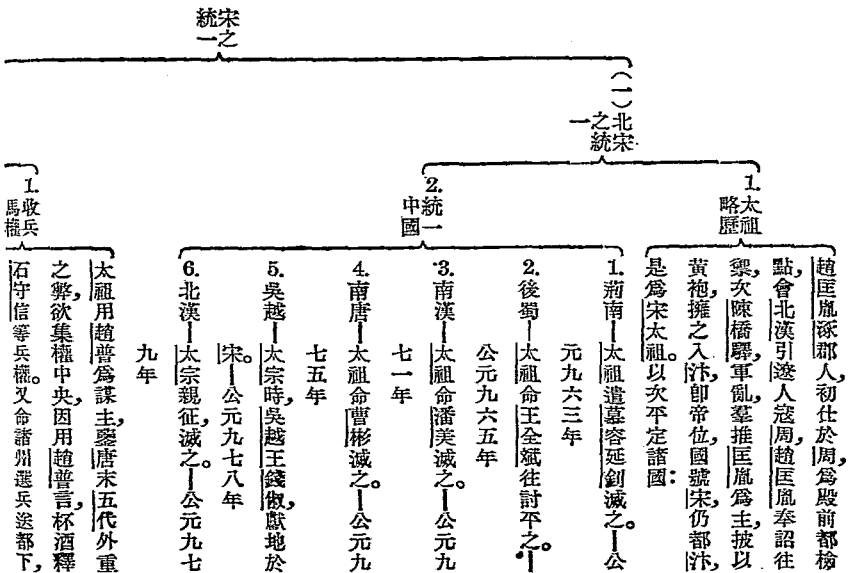 宋之
統一
(一)北宋
之統
一
1.太祖
略歷
趙匡胤涿郡人,初仕於周,爲殿前都檢
點,會北漢引遼人寇周,趙匡胤奉詔往
禦,次陳橋驛,軍亂,羣推匡胤爲主,披以
黃袍,擁之入汴,卽帝位,國號宋,仍都汴,
是爲宋太祖。以次平定諸國:
2.統一
中國
1.荊南—太祖遣慕容延釗滅之。—公
元九六三年
2.後蜀—太祖命王全斌往討平之。—
公元九六五年
3.南漢—太祖命潘美滅之。—公元九
七一年
4.南唐—太祖命曹彬滅之。—公元九
七五年
5.吳越—太宗時,吳越王錢俶獻地於
宋。—公元九七八年
6.北漢—太宗親征,滅之。—公元九七
九年
1.收兵
馬權
太祖用趙普爲謀主,鑒唐末五代外重
之弊,欲集權中央,因用趙普言,杯酒釋
石守信等兵權。又命諸州選兵送都下,